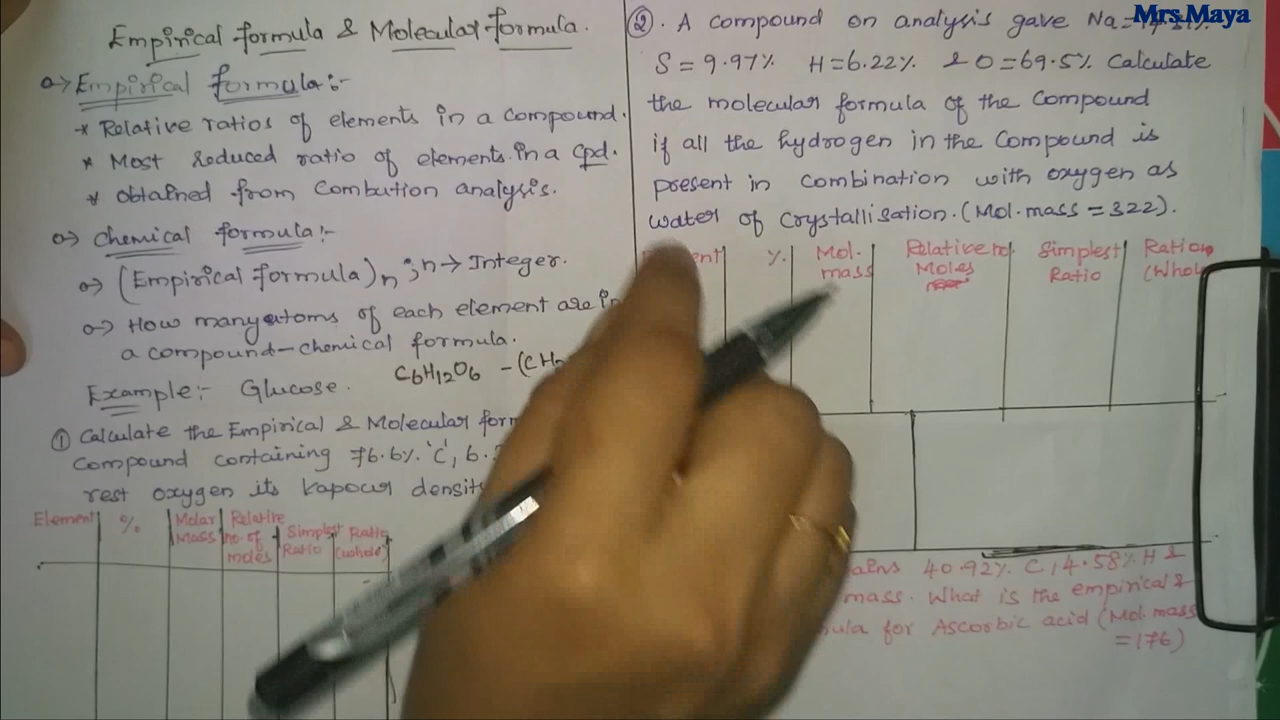 Empirical formula & Molecular formula.
Empirical formula:-
* Relative ratios of elements in a compound.
* Most reduced ratio of elements in a cpd.
* obtained from Combution analysis.
Chemical formula:-
(Empirical formula)n ; n → Integer.
How many atoms of each element are in
a compound - chemical formula.
Example:- Glucose. C6H12O6 - (CH
① Calculate the Empirical & Molecular for
Compound containing 76.6% 'C', 6.
rest oxygen its vapour densit
Element % Molar Mass Relative no. of moles Simplest Ratio Ratio (whole)
Mrs.Maya
②. A compound on analysis gave Na =
S = 9.97% H = 6.22% & O = 69.5% Calculate
the molecular formula of the Compound
if all the hydrogen in the Compound is
present in combination with oxygen as
water of crystallisation. (Mol. mass = 322).
% Mol. mass Relative no Moles Simplest Ratio Ratio (Whol
40.92% C, 4.58% H &
mass. What is the empirical &
for Ascorbic acid (Mol. mass
= 176)